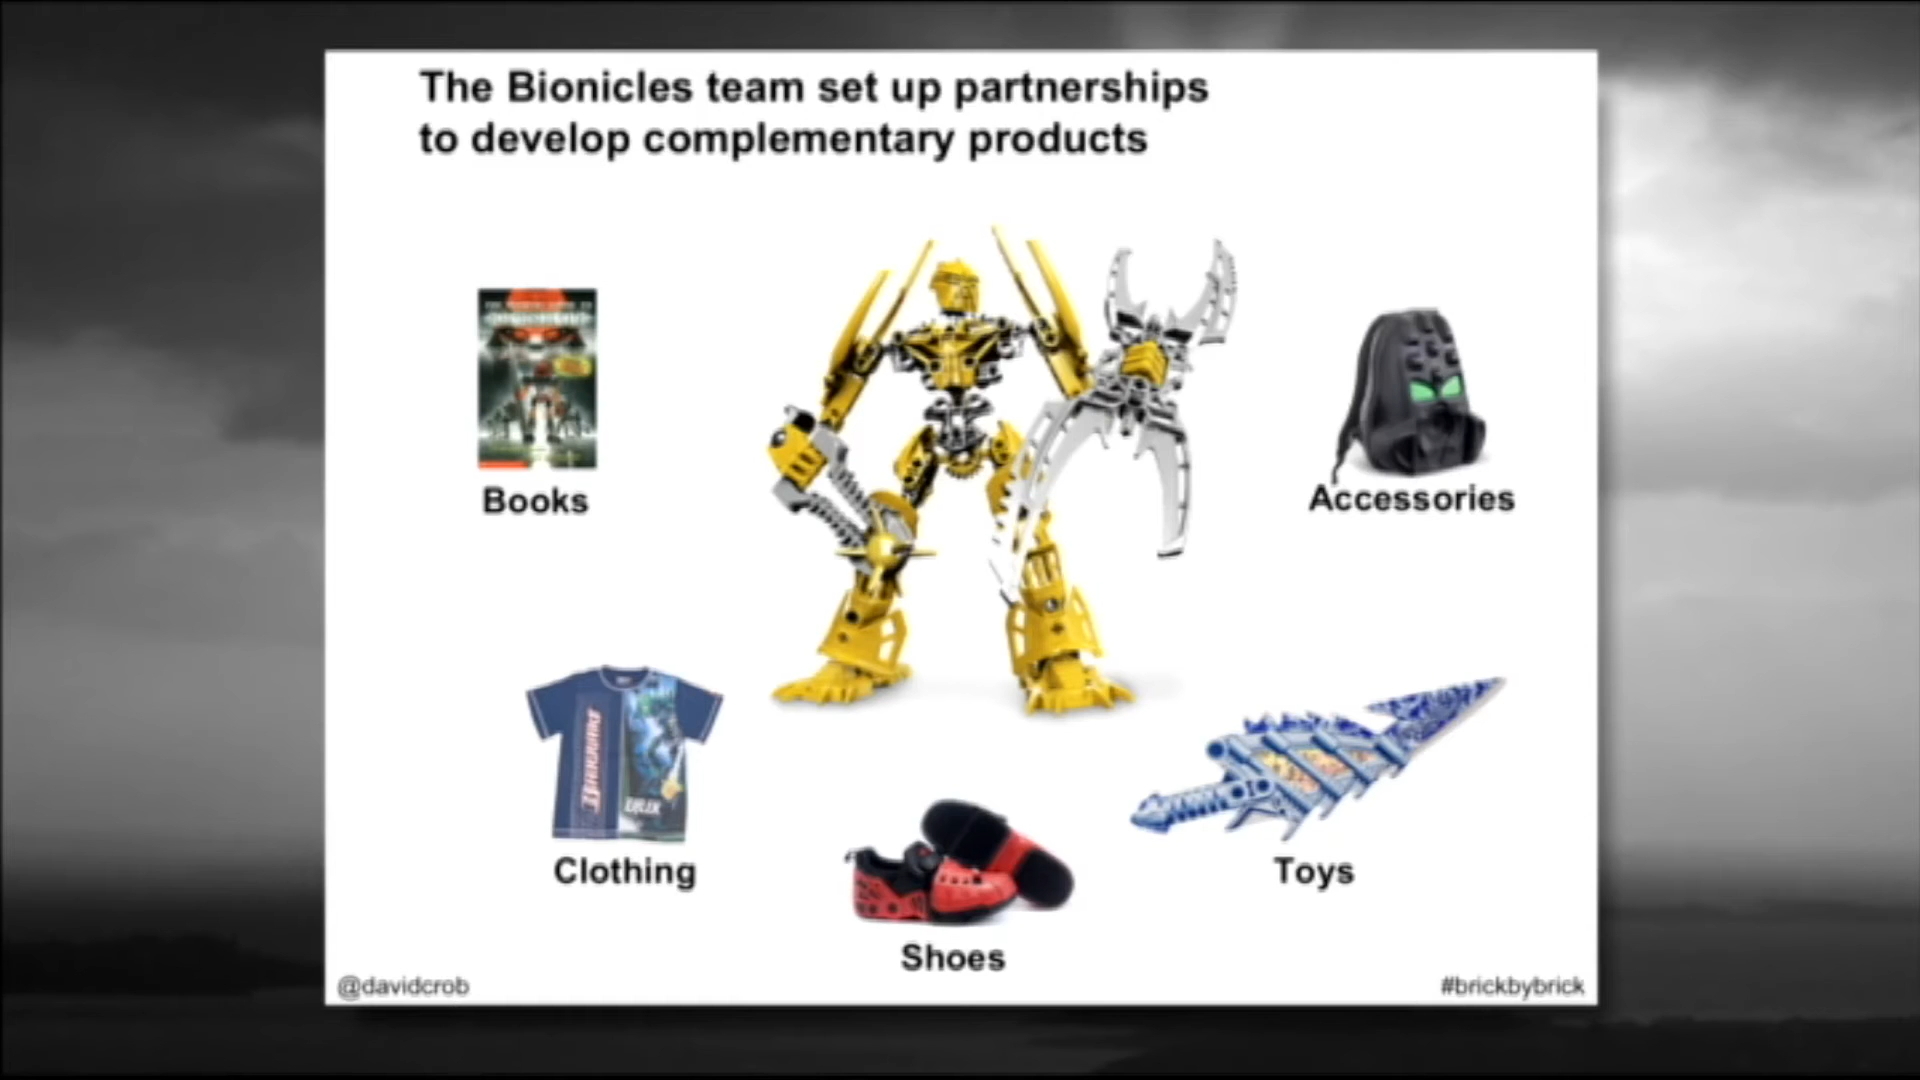 The Bionicles team set up partnerships
to develop complementary products
Books
Accessories
Clothing
Toys
Shoes
@davidcrob
#brickbybrick